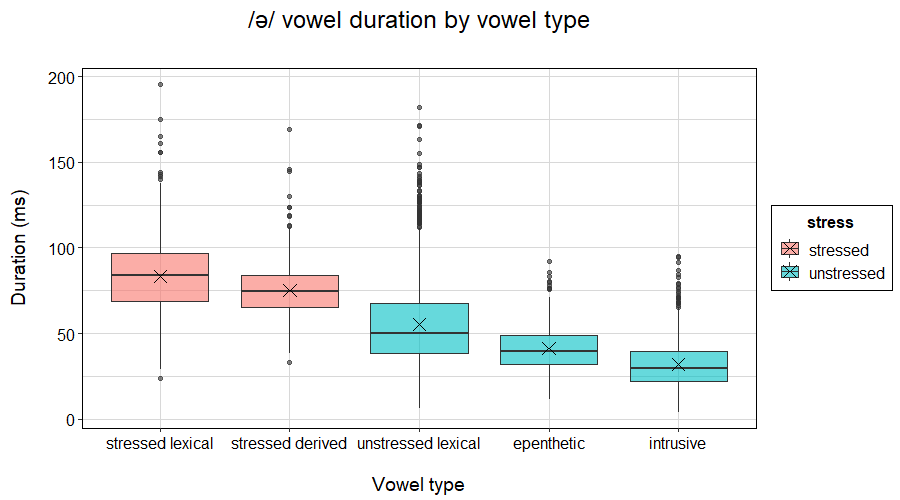 /ə/ vowel duration by vowel type
200
150
100
50
0
Duration (ms)
stressed lexical
stressed derived
unstressed lexical
epenthetic
intrusive
Vowel type
stress
stressed
unstressed